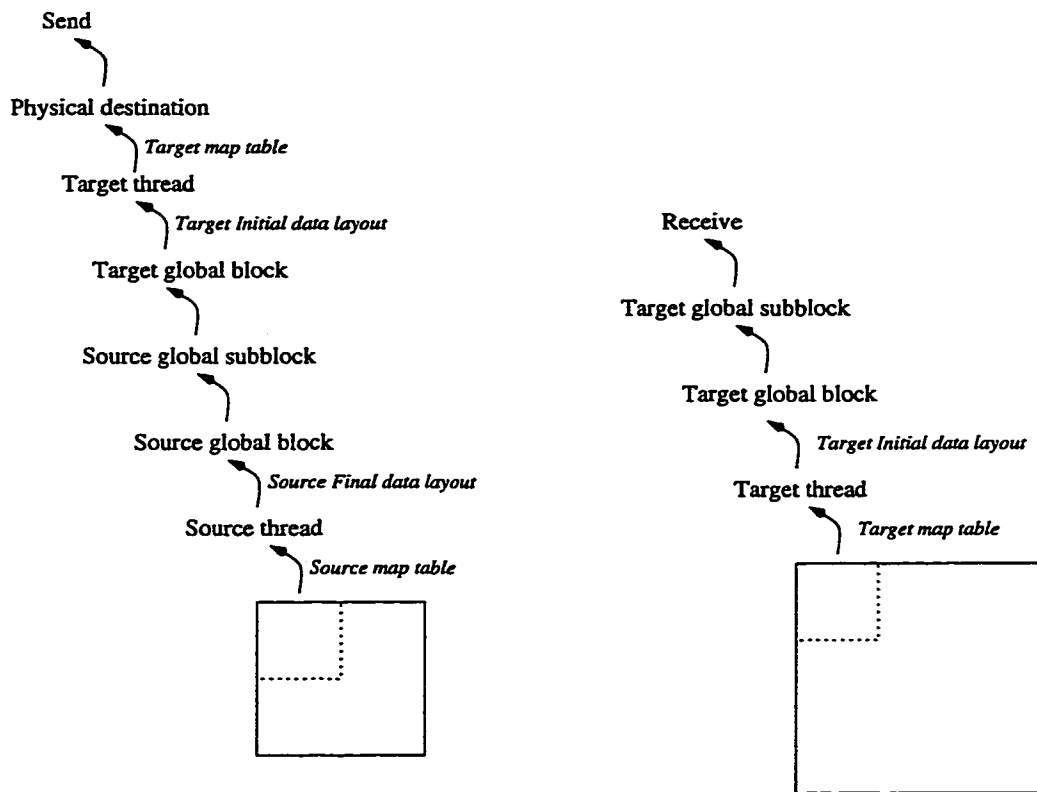 Send
Physical destination
Target map table
Target thread
Target Initial data layout
Target global block
Source global subblock
Source global block
Source Final data layout
Source thread
Source map table
Receive
Target global subblock
Target global block
Target Initial data layout
Target thread
Target map table